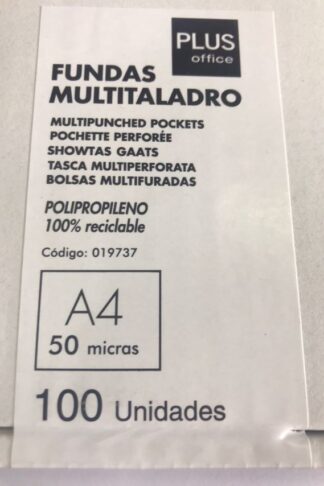 PLUS
office
FUNDAS
MULTITALADRO
MULTIPUNCHED POCKETS
POCHETTE PERFORÉE
SHOWTAS GAATS
TASCA MULTIPERFORATA
BOLSAS MULTIFURADAS
POLIPROPILENO
100% reciclable
Código: 019737
A4
50 micras
100 Unidades